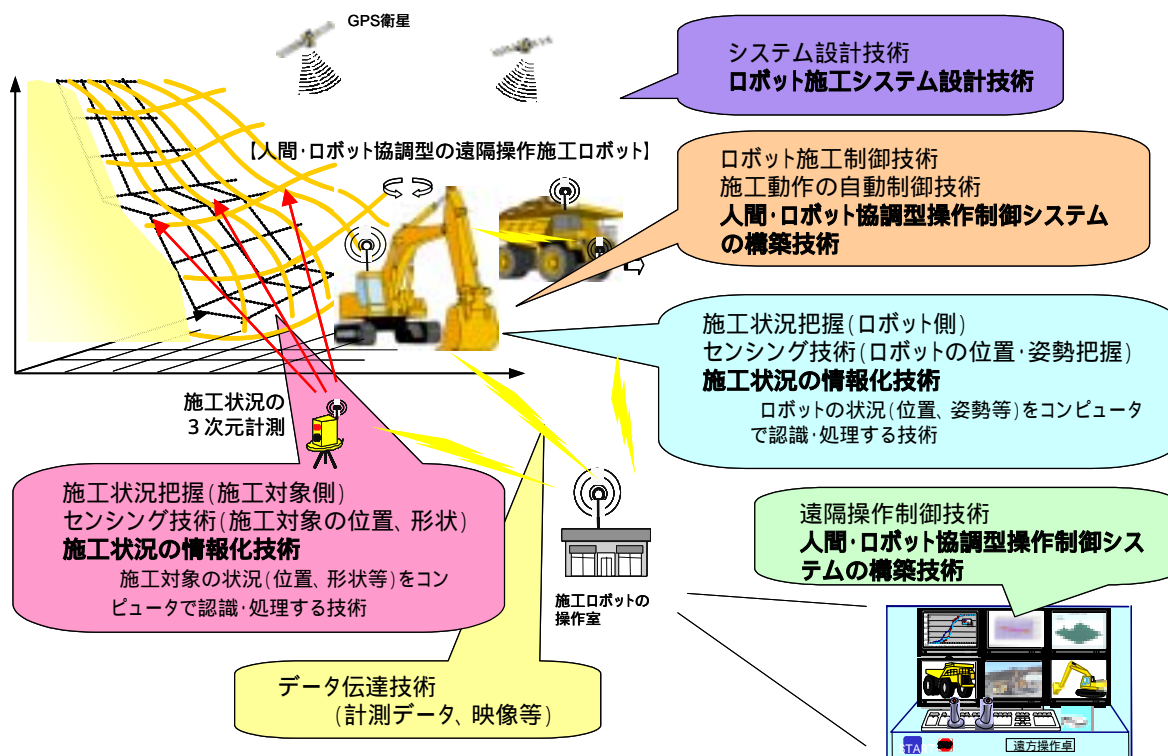 GPS衛星
システム設計技術
ロボット施工システム設計技術
【人間・ロボット協調型の遠隔操作施工ロボット】
ロボット施工制御技術
施工動作の自動制御技術
人間・ロボット協調型操作制御システム
の構築技術
施工状況把握(ロボット側)
センシング技術(ロボットの位置・姿勢把握)
施工状況の情報化技術
ロボットの状況(位置、姿勢等)をコンピュータ
で認識・処理する技術
施工状況の
3次元計測
施工状況把握(施工対象側)
センシング技術(施工対象の位置、形状)
施工状況の情報化技術
施工対象の状況(位置、形状等)をコン
ピュータで認識・処理する技術
遠隔操作制御技術
人間・ロボット協調型操作制御シス
テムの構築技術
施工ロボットの
操作室
データ伝達技術
(計測データ、映像等)
遠方操作卓